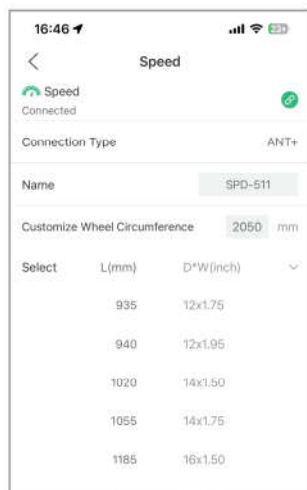 16:46
Speed
Speed
Connected
Connection Type ANT+
Name SPD-511
Customize Wheel Circumference 2050 mm
Select L(mm) D*W(inch)
935 12x1.75
940 12x1.95
1020 14x1.50
1055 14x1.75
1185 16x1.50